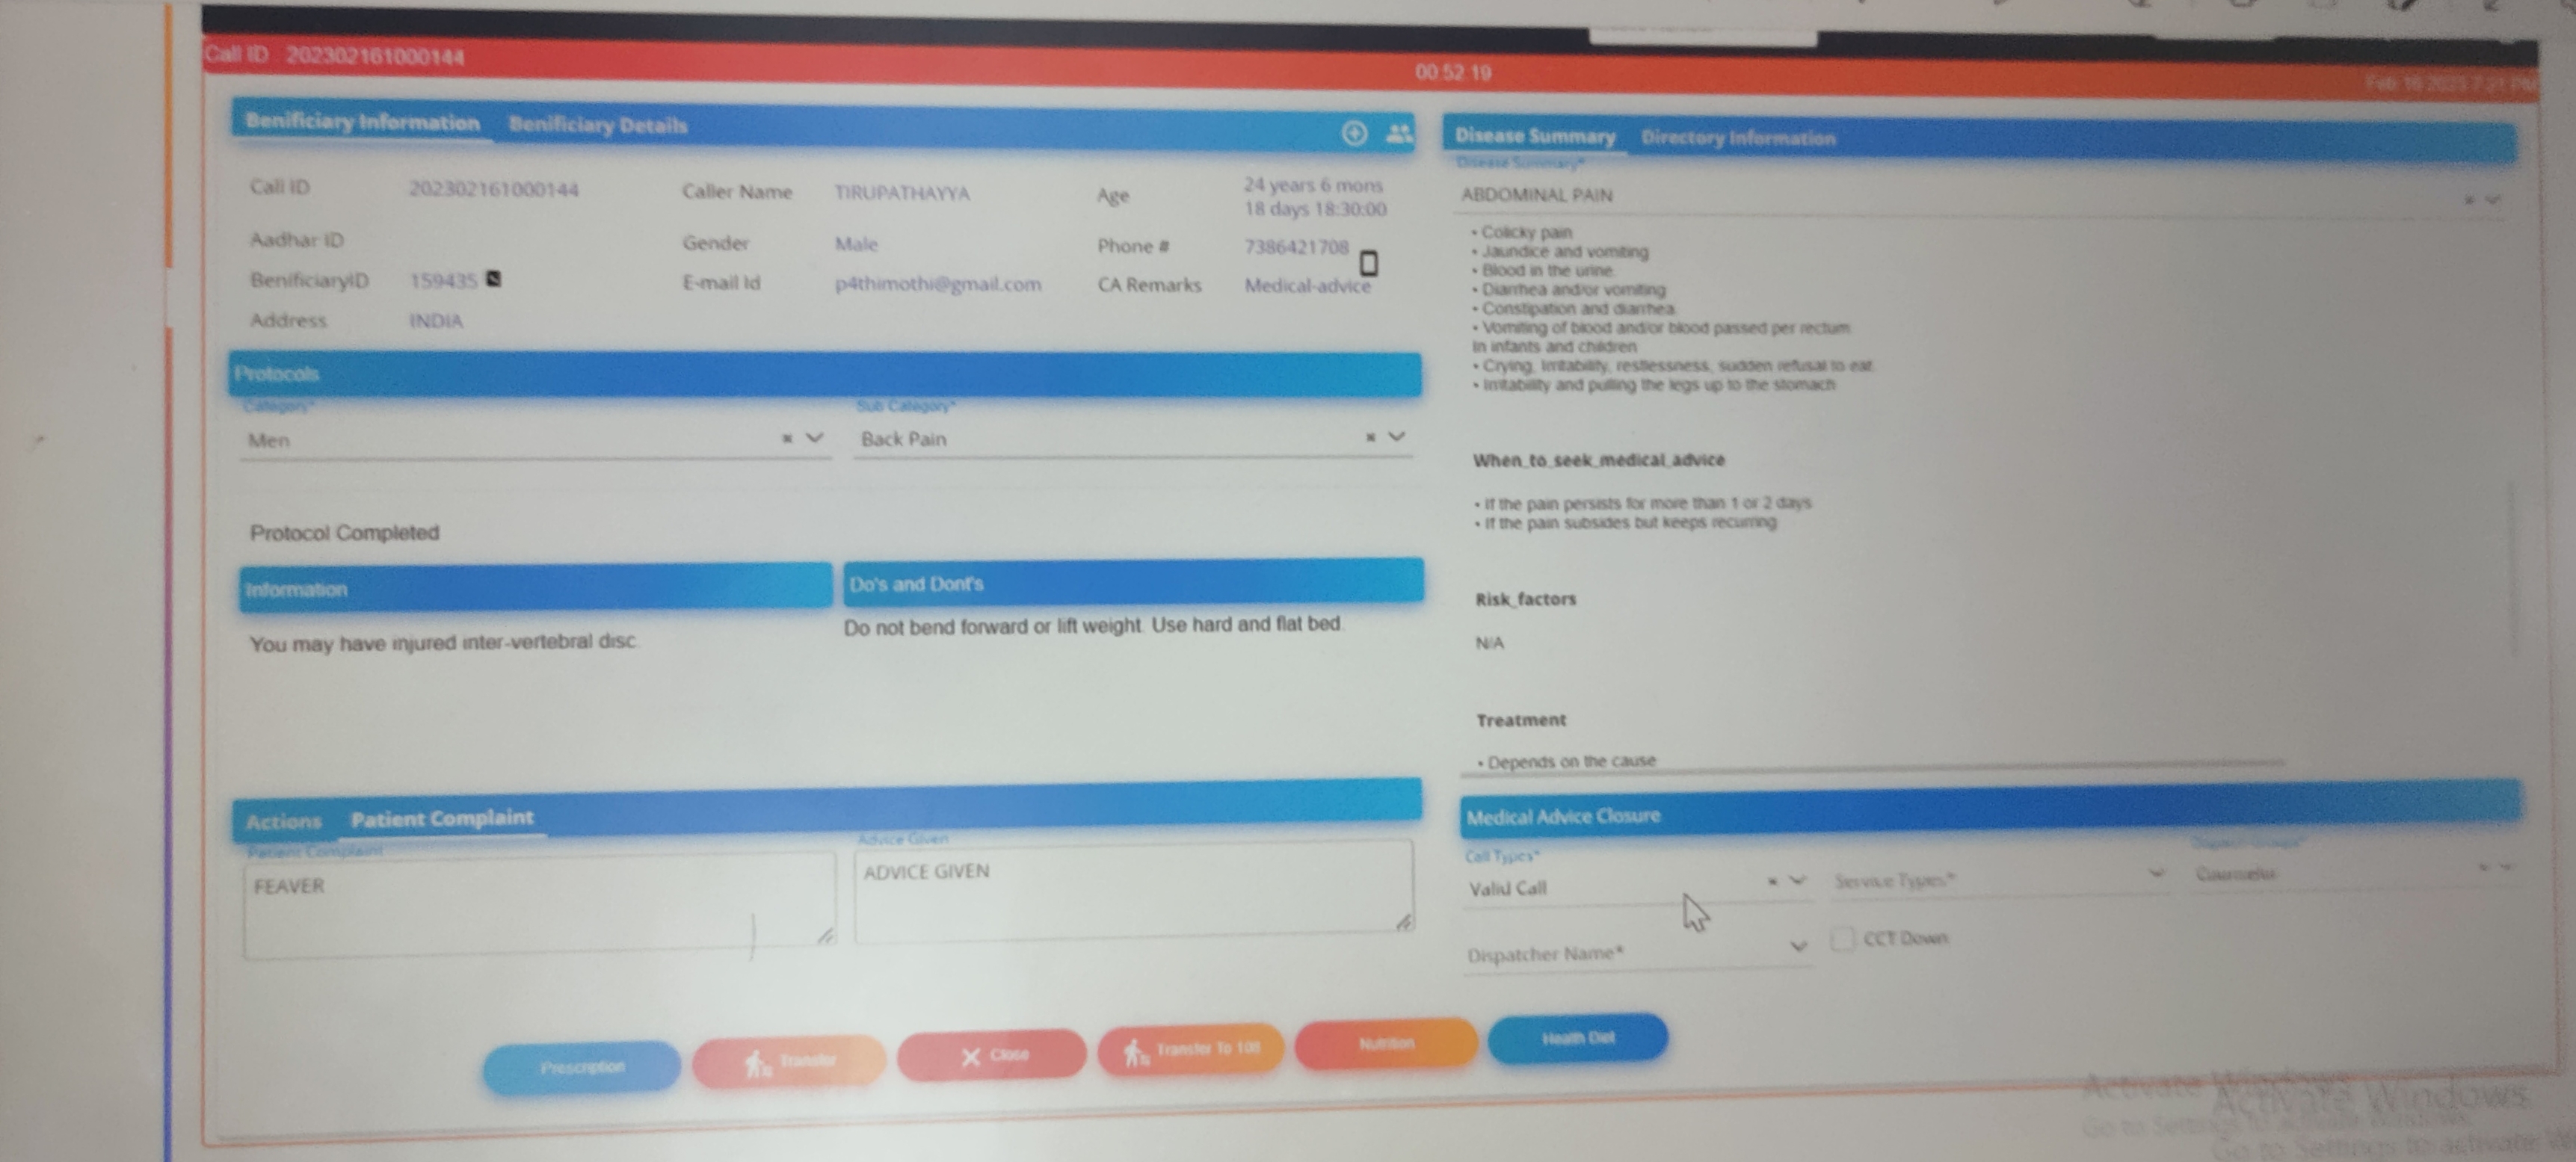 Call ID 202302161000144
00:52:19
Feb 16 2023 7:21 PM
Benificiary Information Benificiary Details
Call ID 202302161000144 Caller Name TIRUPATHAYYA Age 24 years 6 mons
18 days 18:30:00
Aadhar ID Gender Male Phone # 7386421708
BenificiaryID 159435 E-mail Id p4thimothi@gmail.com CA Remarks Medical-advice
Address INDIA
Protocols
Category* Sub Category*
Men Back Pain
Protocol Completed
Information
You may have injured inter-vertebral disc.
Do's and Dont's
Do not bend forward or lift weight. Use hard and flat bed.
Actions Patient Complaint
Patient Complaint
FEAVER
Advice Given
ADVICE GIVEN
Disease Summary Directory Information
Disease Summary*
ABDOMINAL PAIN
• Colicky pain
• Jaundice and vomiting
• Blood in the urine
• Diarrhea and/or vomiting
• Constipation and diarrhea
• Vomiting of blood and/or blood passed per rectum
In infants and children
• Crying, Irritability, restlessness, sudden refusal to eat
• Irritability and pulling the legs up to the stomach
When_to_seek_medical_advice
• If the pain persists for more than 1 or 2 days
• If the pain subsides but keeps recurring
Risk_factors
N/A
Treatment
• Depends on the cause
Medical Advice Closure
Call Types*
Valid Call Service Types*
Dispatcher Name* CCT Down
Prescription Transfer Close Transfer To 108 Nutrition Health Diet
Activate Windows
Go to Settings to activate